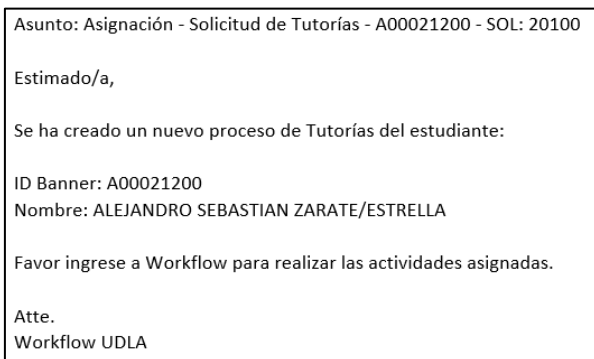 Asunto: Asignación - Solicitud de Tutorías - A00021200 - SOL: 20100
Estimado/a,
Se ha creado un nuevo proceso de Tutorías del estudiante:
ID Banner: A00021200
Nombre: ALEJANDRO SEBASTIAN ZARATE/ESTRELLA
Favor ingrese a Workflow para realizar las actividades asignadas.
Atte.
Workflow UDLA